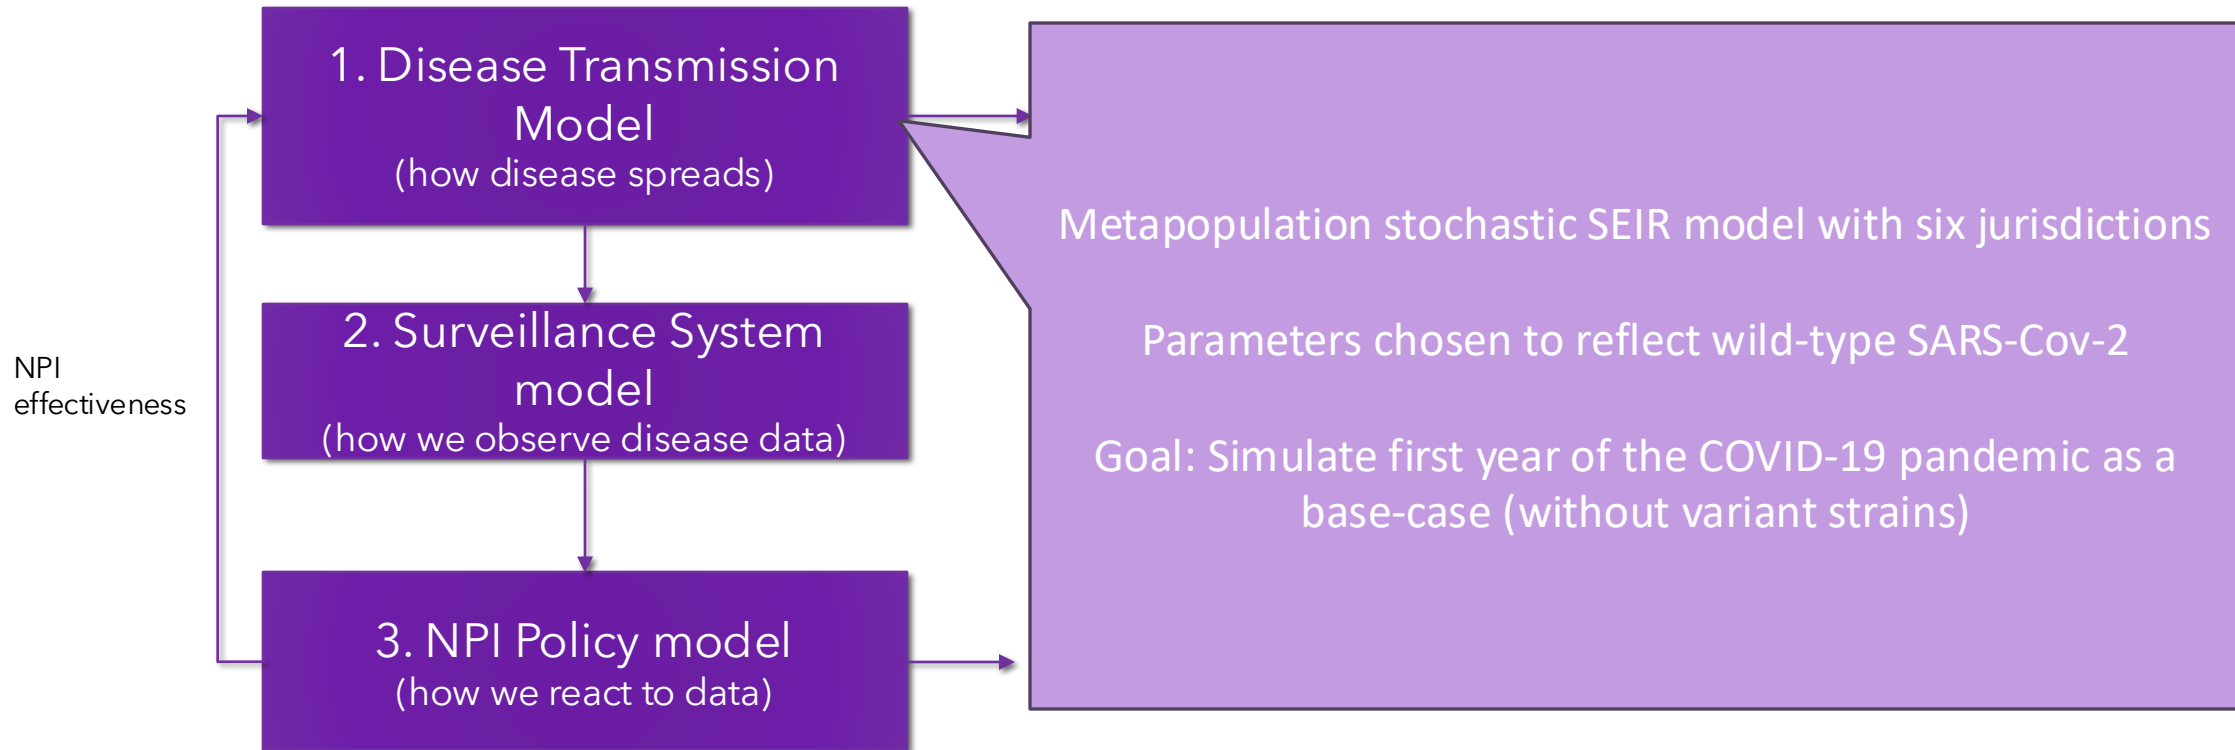 1. Disease Transmission
Model
(how disease spreads)
2. Surveillance System
model
(how we observe disease data)
3. NPI Policy model
(how we react to data)
NPI
effectiveness
Metapopulation stochastic SEIR model with six jurisdictions
Parameters chosen to reflect wild-type SARS-Cov-2
Goal: Simulate first year of the COVID-19 pandemic as a
base-case (without variant strains)